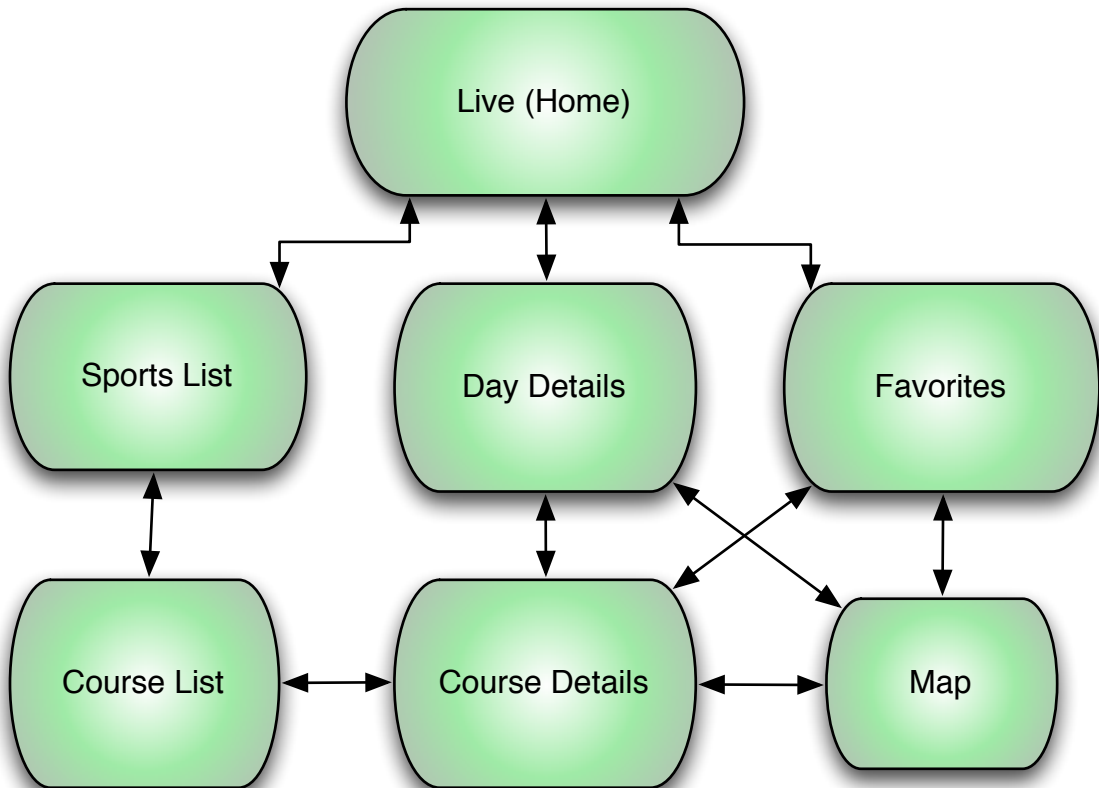 Live (Home)
Sports List
Day Details
Favorites
Course List
Course Details
Map